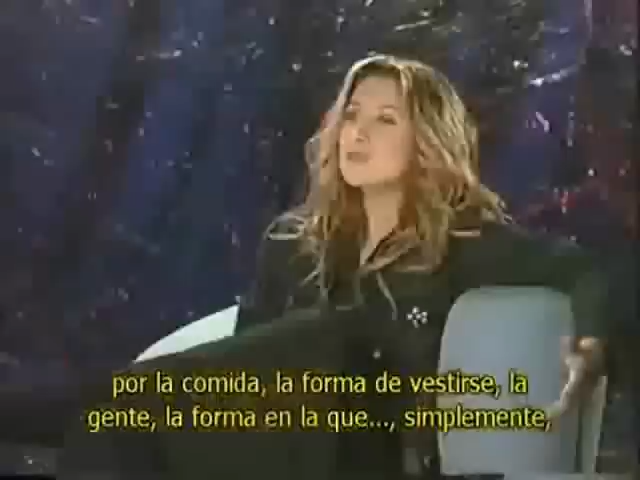 por la comida, la forma de vestirse, la
gente, la forma en la que..., simplemente,